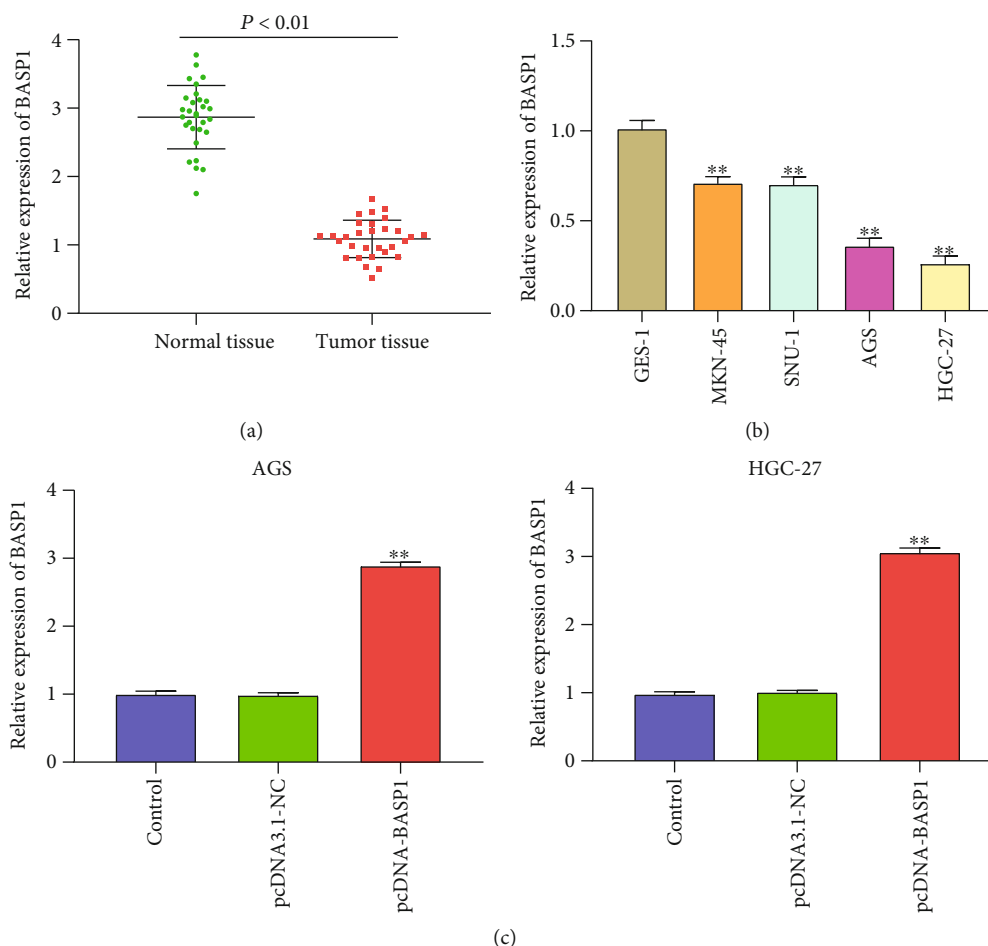 P < 0.01
Relative expression of BASP1
4
3
2
1
0
Normal tissue
Tumor tissue
(a)
Relative expression of BASP1
1.5
1.0
0.5
0.0
**
**
**
**
GES-1
MKN-45
SNU-1
AGS
HGC-27
(b)
AGS
Relative expression of BASP1
4
3
2
1
0
**
Control
pcDNA3.1-NC
pcDNA-BASP1
HGC-27
Relative expression of BASP1
4
3
2
1
0
**
Control
pcDNA3.1-NC
pcDNA-BASP1
(c)